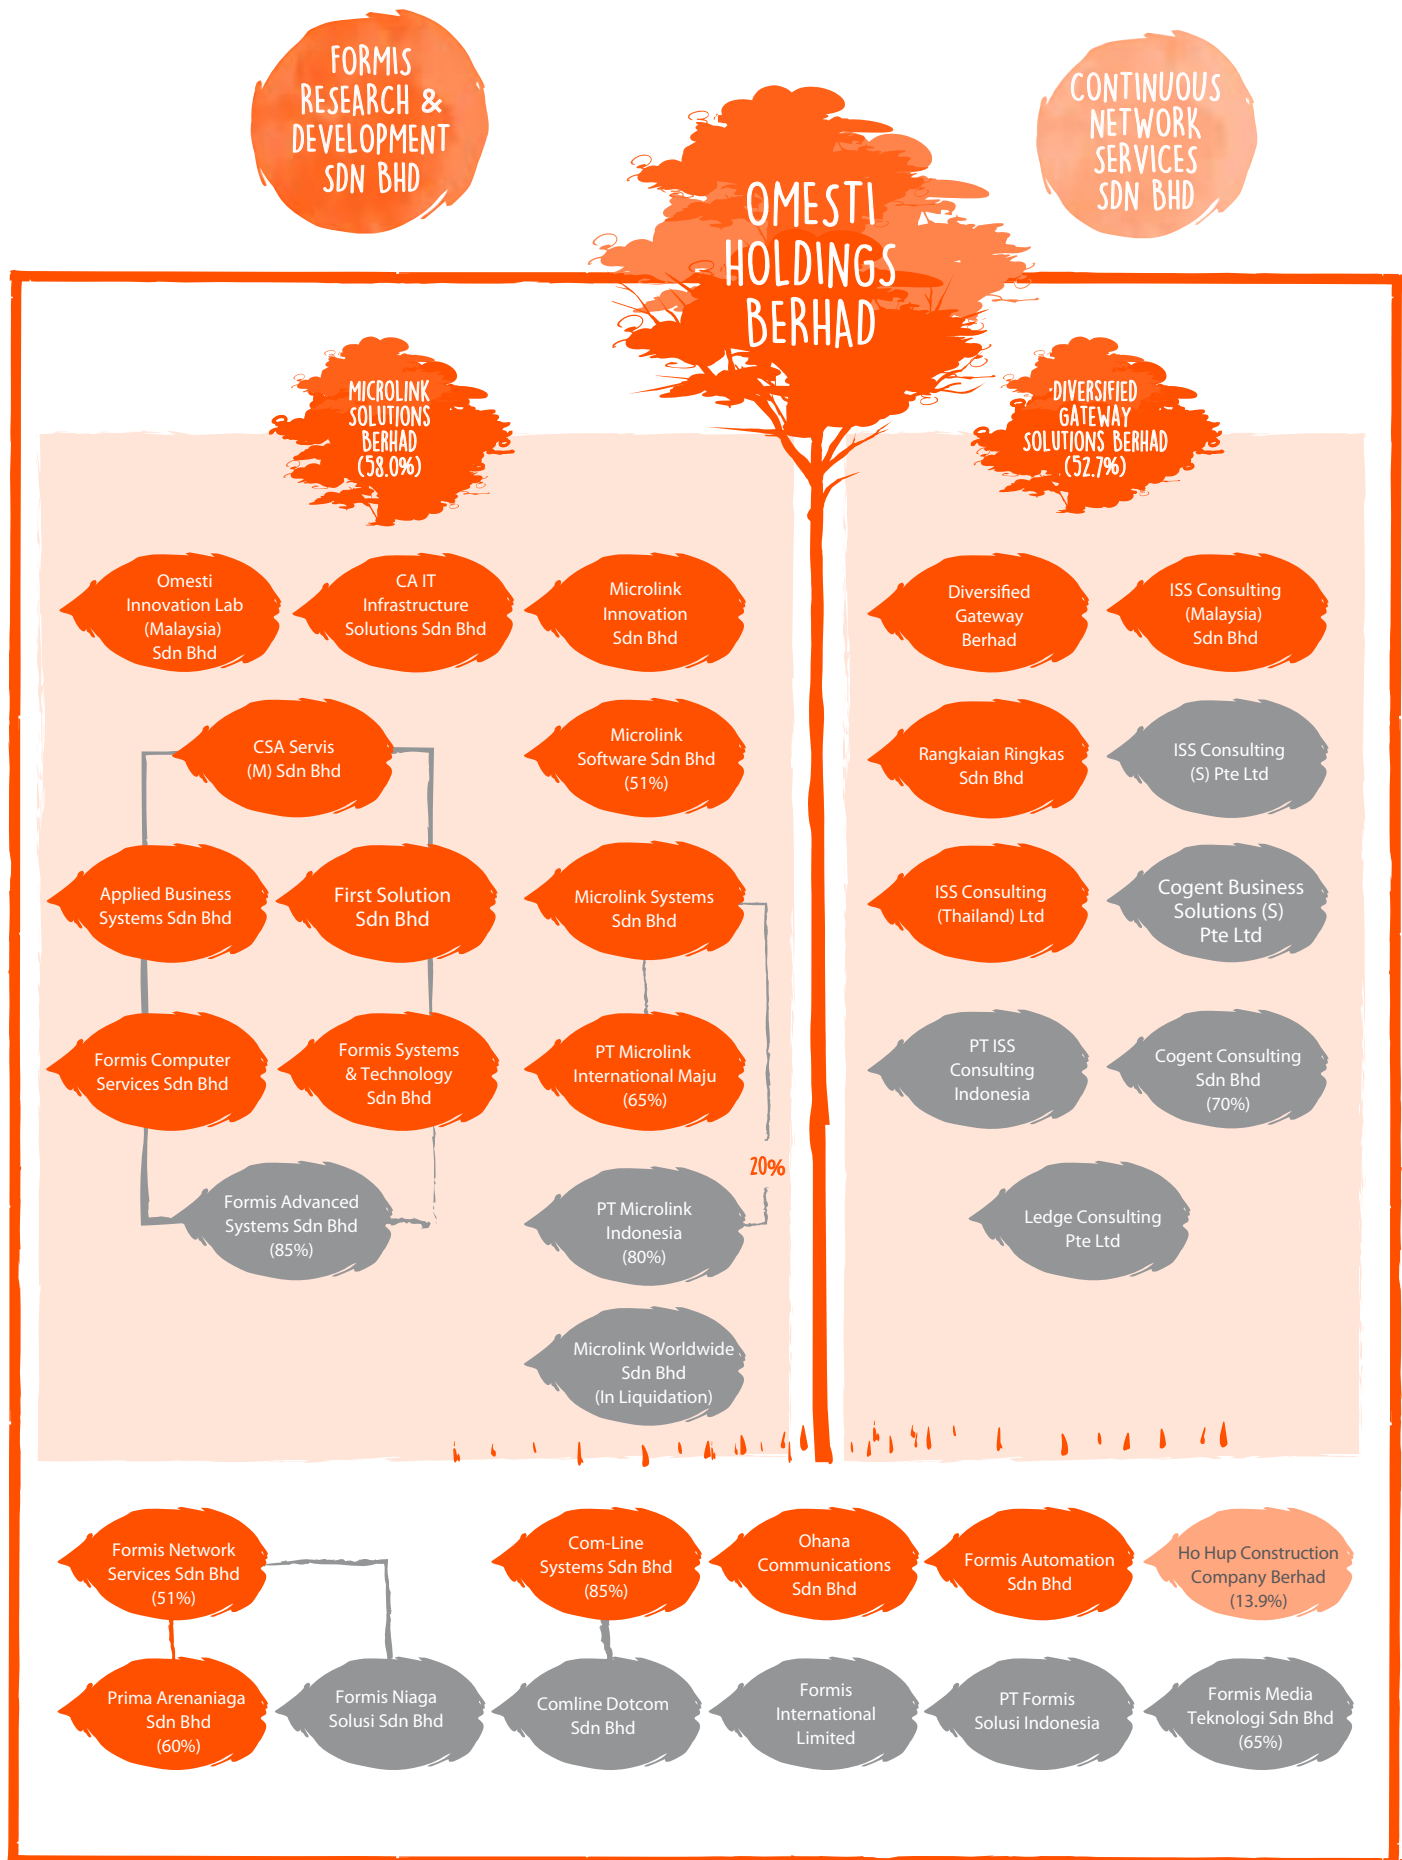 FORMIS
RESEARCH &
DEVELOPMENT
SDN BHD
CONTINUOUS
NETWORK
SERVICES
SDN BHD
OMESTI
HOLDINGS
BERHAD
MICROLINK
SOLUTIONS
BERHAD
(58.0%)
DIVERSIFIED
GATEWAY
SOLUTIONS BERHAD
(52.7%)
Omesti
Innovation Lab
(Malaysia)
Sdn Bhd
CA IT
Infrastructure
Solutions Sdn Bhd
Microlink
Innovation
Sdn Bhd
CSA Servis
(M) Sdn Bhd
Microlink
Software Sdn Bhd
(51%)
Applied Business
Systems Sdn Bhd
First Solution
Sdn Bhd
Microlink Systems
Sdn Bhd
Formis Computer
Services Sdn Bhd
Formis Systems
& Technology
Sdn Bhd
PT Microlink
International Maju
(65%)
20%
Formis Advanced
Systems Sdn Bhd
(85%)
PT Microlink
Indonesia
(80%)
Microlink Worldwide
Sdn Bhd
(In Liquidation)
Diversified
Gateway
Berhad
ISS Consulting
(Malaysia)
Sdn Bhd
Rangkaian Ringkas
Sdn Bhd
ISS Consulting
(S) Pte Ltd
ISS Consulting
(Thailand) Ltd
Cogent Business
Solutions (S)
Pte Ltd
PT ISS
Consulting
Indonesia
Cogent Consulting
Sdn Bhd
(70%)
Ledge Consulting
Pte Ltd
Formis Network
Services Sdn Bhd
(51%)
Com-Line
Systems Sdn Bhd
(85%)
Ohana
Communications
Sdn Bhd
Formis Automation
Sdn Bhd
Ho Hup Construction
Company Berhad
(13.9%)
Prima Arenaniaga
Sdn Bhd
(60%)
Formis Niaga
Solusi Sdn Bhd
Comline Dotcom
Sdn Bhd
Formis
International
Limited
PT Formis
Solusi Indonesia
Formis Media
Teknologi Sdn Bhd
(65%)